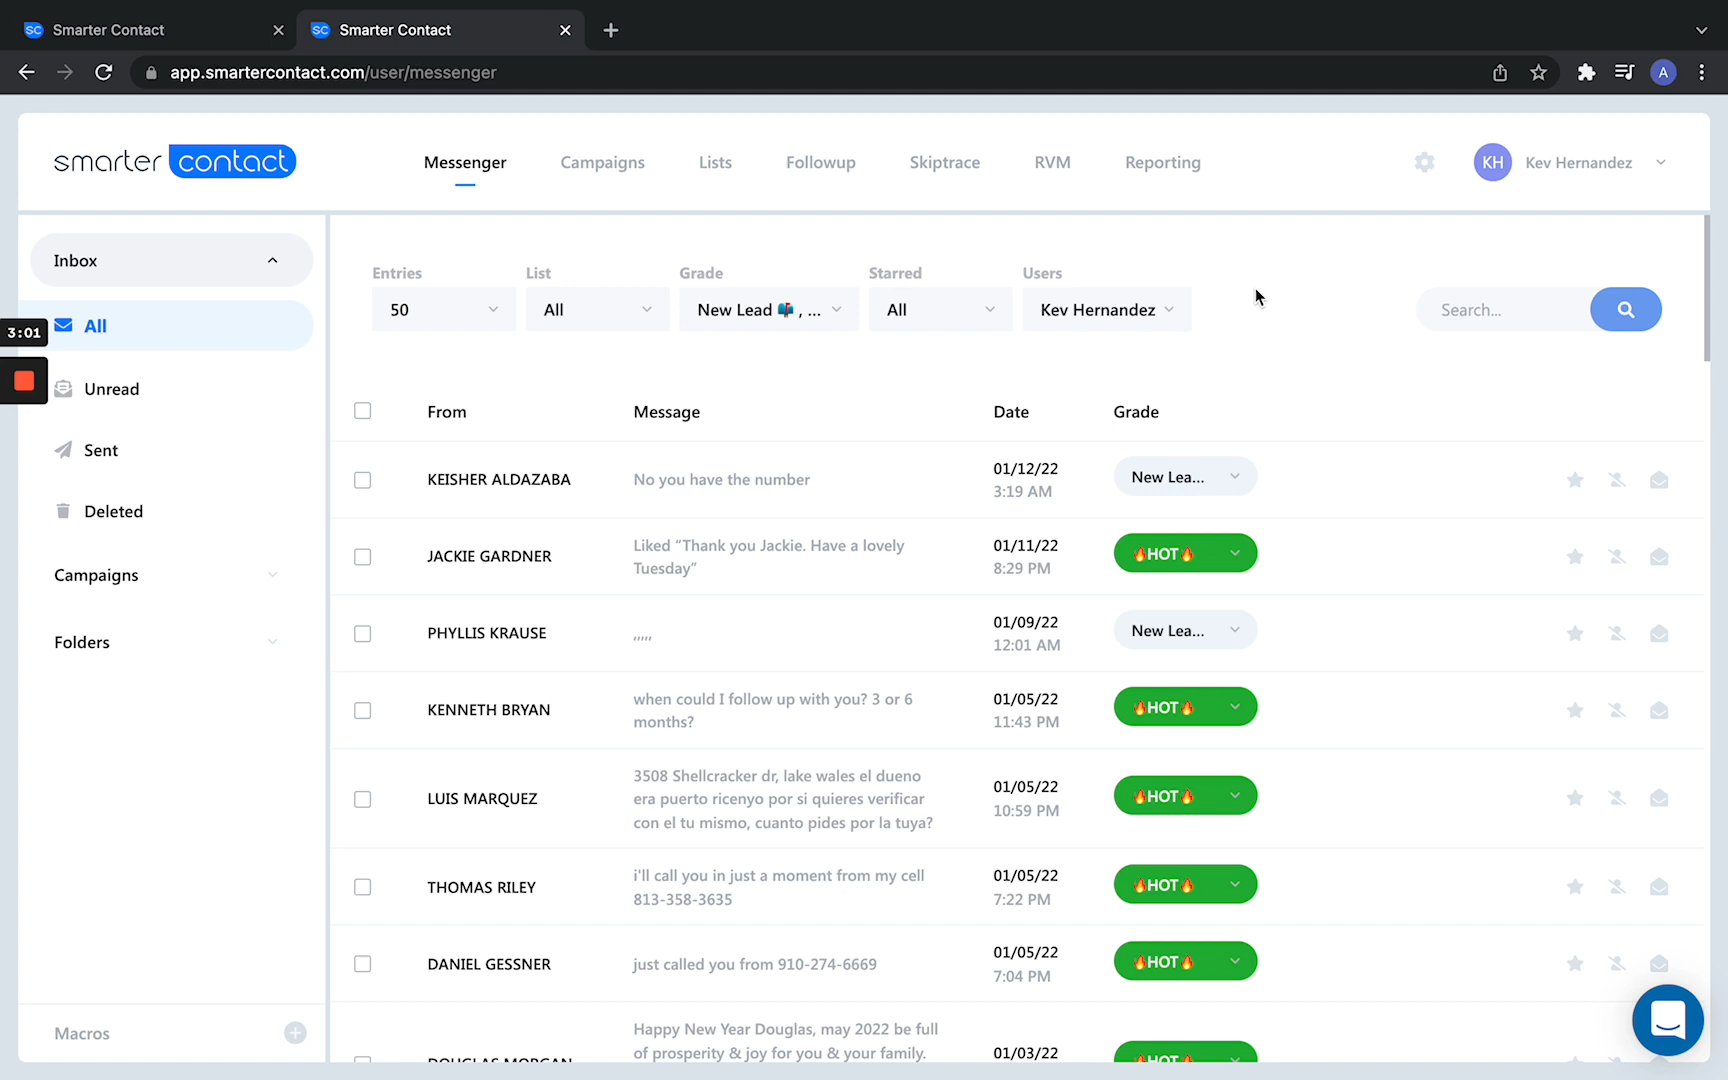 SC Smarter Contact
SC Smarter Contact
app.smartercontact.com/user/messenger
A
smarter contact
Messenger
Campaigns
Lists
Followup
Skiptrace
RVM
Reporting
KH
Kev Hernandez
Inbox
All
3:01
Unread
Sent
Deleted
Campaigns
Folders
Macros
Entries
50
List
All
Grade
New Lead 📫 , ...
Starred
All
Users
Kev Hernandez
Search...
From
Message
Date
Grade
KEISHER ALDAZABA
No you have the number
01/12/22
3:19 AM
New Lea...
JACKIE GARDNER
Liked “Thank you Jackie. Have a lovely
Tuesday”
01/11/22
8:29 PM
🔥HOT🔥
PHYLLIS KRAUSE
,,,,,
01/09/22
12:01 AM
New Lea...
KENNETH BRYAN
when could I follow up with you? 3 or 6
months?
01/05/22
11:43 PM
🔥HOT🔥
LUIS MARQUEZ
3508 Shellcracker dr, lake wales el dueno
era puerto ricenyo por si quieres verificar
con el tu mismo, cuanto pides por la tuya?
01/05/22
10:59 PM
🔥HOT🔥
THOMAS RILEY
i'll call you in just a moment from my cell
813-358-3635
01/05/22
7:22 PM
🔥HOT🔥
DANIEL GESSNER
just called you from 910-274-6669
01/05/22
7:04 PM
🔥HOT🔥
DOUGLAS MORGAN
Happy New Year Douglas, may 2022 be full
of prosperity & joy for you & your family.
01/03/22
🔥HOT🔥